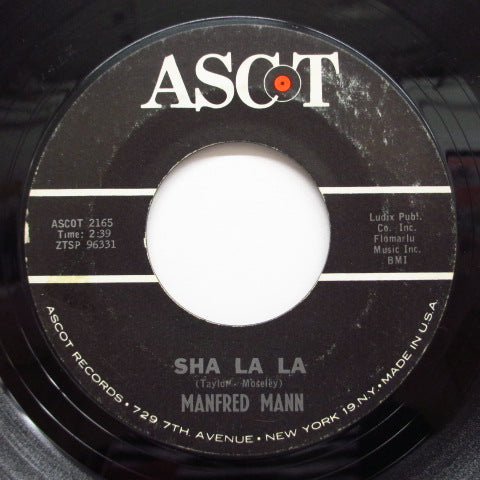 ASCOT
ASCOT 2165
Time: 2:39
ZTSP 96331
Ludix Publ.
Co. Inc.
Flomarlu
Music Inc.
BMI
SHA LA LA
(Taylor - Moseley)
MANFRED MANN
ASCOT RECORDS • 729 7TH. AVENUE • NEW YORK 19. N.Y. • MADE IN U.S.A.